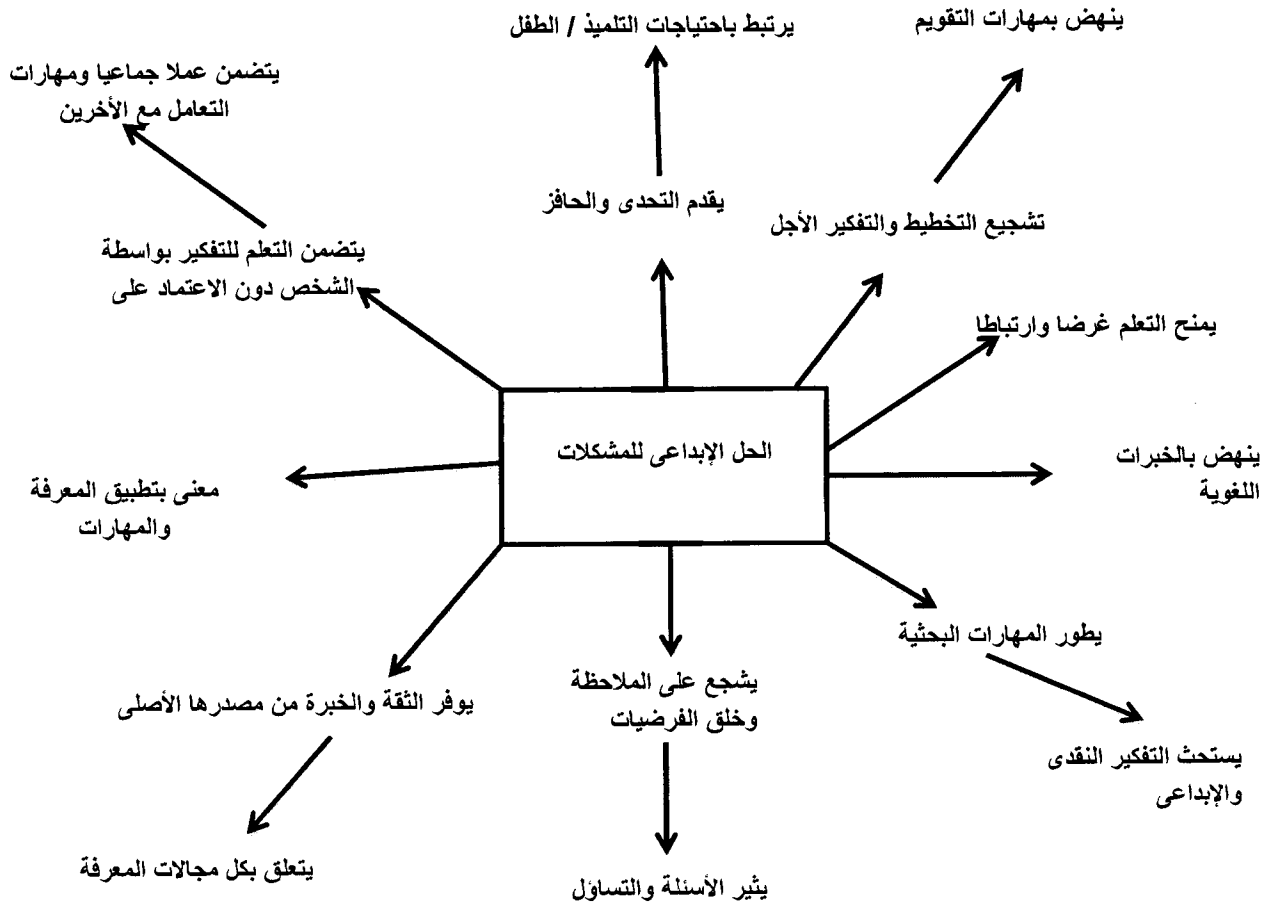 يرتبط باحتياجات التلميذ / الطفل
ينهض بمهارات التقويم
يتضمن عملا جماعيا ومهارات
التعامل مع الأخرين
يقدم التحدى والحافز
تشجيع التخطيط والتفكير الأجل
يتضمن التعلم للتفكير بواسطة
الشخص دون الاعتماد على
يمنح التعلم غرضا وارتباطا
الحل الإبداعى للمشكلات
ينهض بالخبرات
اللغوية
معنى بتطبيق المعرفة
والمهارات
يطور المهارات البحثية
يشجع على الملاحظة
وخلق الفرضيات
يوفر الثقة والخبرة من مصدرها الأصلى
يستحث التفكير النقدى
والإبداعى
يتعلق بكل مجالات المعرفة
يثير الأسئلة والتساؤل